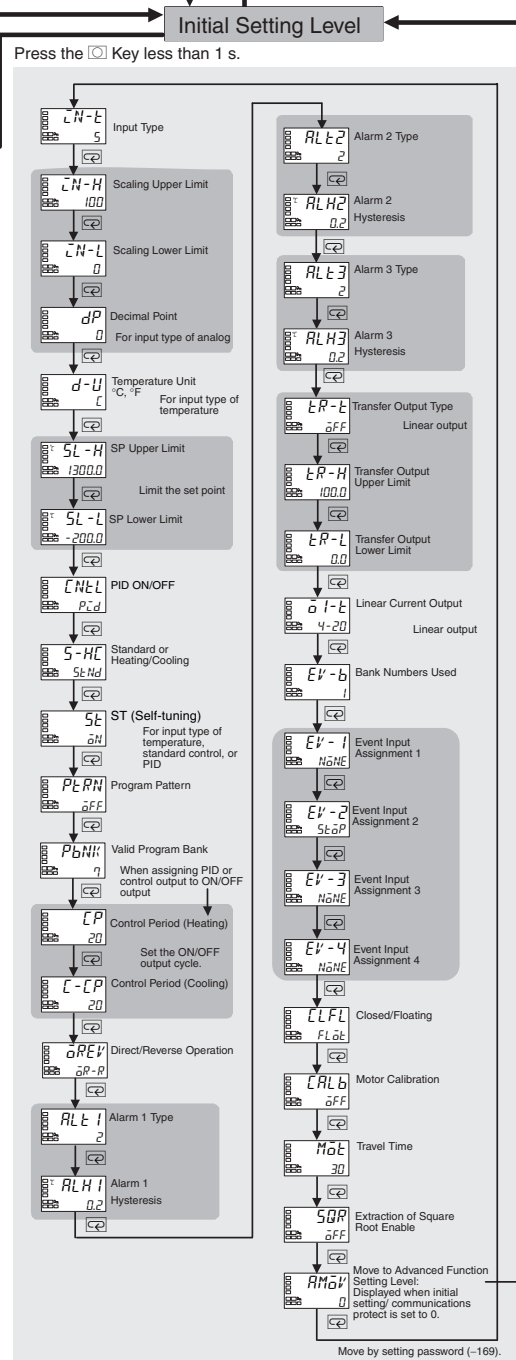 Initial Setting Level
Press the O Key less than 1 s.
iN-t
5
Input Type
iN-H
100
Scaling Upper Limit
iN-L
0
Scaling Lower Limit
dP
0
Decimal Point
For input type of analog
d-U
C
Temperature Unit
°C, °F
For input type of
temperature
SL-H
1300.0
SP Upper Limit
Limit the set point
SL-L
-200.0
SP Lower Limit
CNtL
Pid
PID ON/OFF
S-HC
StNd
Standard or
Heating/Cooling
St
oN
ST (Self-tuning)
For input type of
temperature,
standard control, or
PID
PtRN
oFF
Program Pattern
PbNK
7
Valid Program Bank
When assigning PID or
control output to ON/OFF
output
CP
20
Control Period (Heating)
Set the ON/OFF
output cycle.
C-CP
20
Control Period (Cooling)
oREV
oR-R
Direct/Reverse Operation
ALt1
2
Alarm 1 Type
ALH1
0.2
Alarm 1
Hysteresis
ALt2
2
Alarm 2 Type
ALH2
0.2
Alarm 2
Hysteresis
ALt3
2
Alarm 3 Type
ALH3
0.2
Alarm 3
Hysteresis
tR-t
oFF
Transfer Output Type
Linear output
tR-H
100.0
Transfer Output
Upper Limit
tR-L
0.0
Transfer Output
Lower Limit
o1-t
4-20
Linear Current Output
Linear output
EV-b
1
Bank Numbers Used
EV-1
NoNE
Event Input
Assignment 1
EV-2
StoP
Event Input
Assignment 2
EV-3
NoNE
Event Input
Assignment 3
EV-4
NoNE
Event Input
Assignment 4
CLFL
FLot
Closed/Floating
CALb
oFF
Motor Calibration
Mot
30
Travel Time
SQR
oFF
Extraction of Square
Root Enable
AMoV
0
Move to Advanced Function
Setting Level:
Displayed when initial
setting/ communications
protect is set to 0.
Move by setting password (−169).